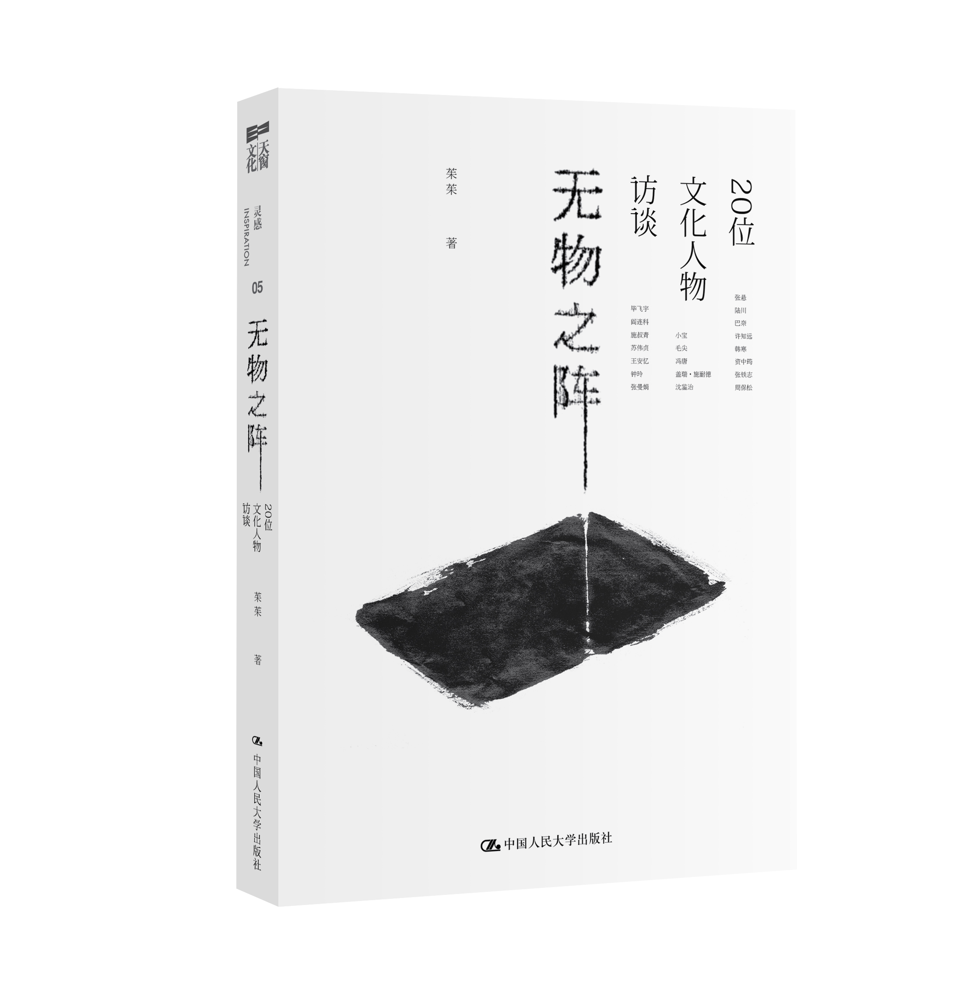 天窗
文化
灵感
INSPIRATION
05
无物之阵
20位
文化人物
访谈
茱茱 著
中国人民大学出版社
20位
文化人物
访谈
张悬
陆川
巴奈
许知远
韩寒
资中筠
张铁志
周保松
小宝
毛尖
冯唐
盖瑞·施耐德
沈鉴治
毕飞宇
阎连科
施叔青
苏伟贞
王安忆
钟玲
张曼娟
无物之阵
茱茱 著
中国人民大学出版社